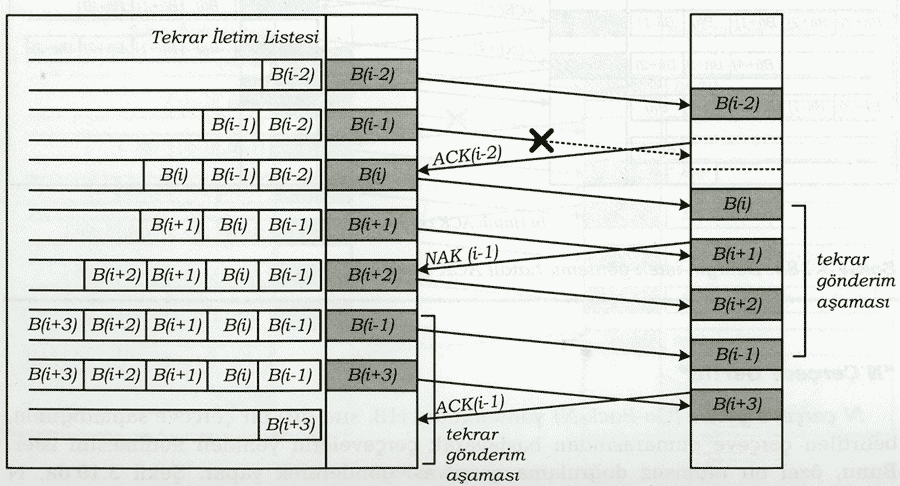 Tekrar İletim Listesi
B(i-2) B(i-2)
B(i-2)
B(i-1) B(i-2) B(i-1)
ACK(i-2)
B(i) B(i-1) B(i-2) B(i)
B(i)
B(i+1) B(i) B(i-1) B(i+1)
NAK (i-1)
B(i+1)
B(i+2) B(i+1) B(i) B(i-1) B(i+2)
B(i+2)
tekrar
gönderim
aşaması
B(i+3) B(i+2) B(i+1) B(i) B(i-1) B(i-1)
B(i-1)
B(i+3) B(i+2) B(i+1) B(i) B(i-1) B(i+3)
B(i+3)
ACK(i-1)
B(i+3)
tekrar
gönderim
aşaması